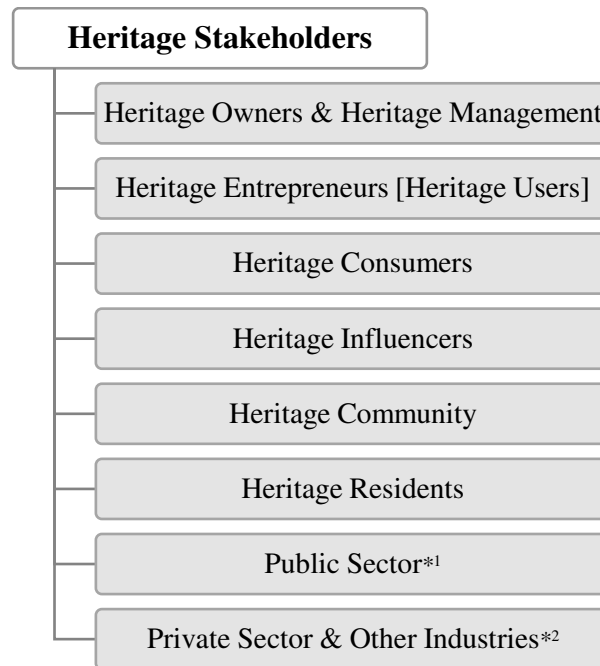 Heritage Stakeholders
Heritage Owners & Heritage Management
Heritage Entrepreneurs [Heritage Users]
Heritage Consumers
Heritage Influencers
Heritage Community
Heritage Residents
Public Sector*1
Private Sector & Other Industries*2